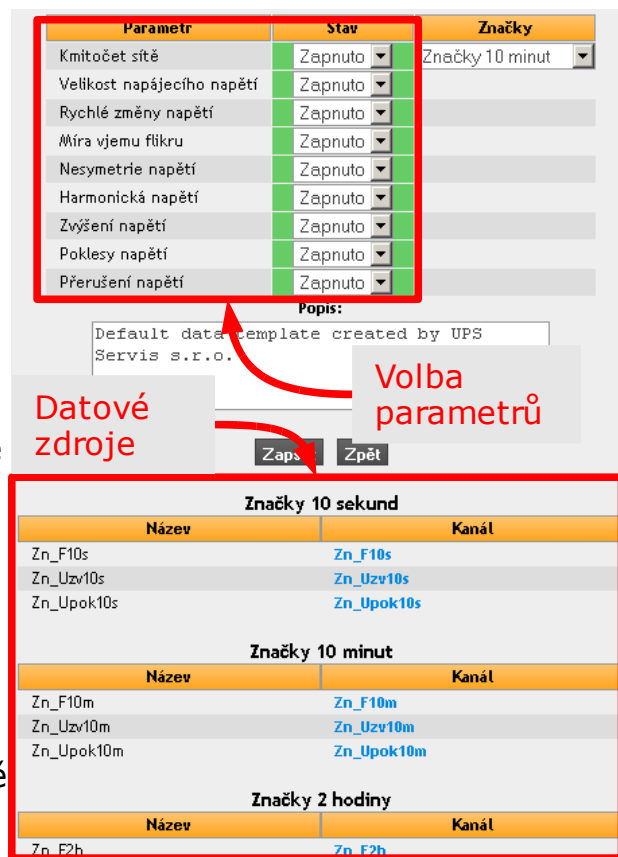 Parametr Stav Značky
Kmitočet sítě Zapnuto Značky 10 minut
Velikost napájecího napětí Zapnuto
Rychlé změny napětí Zapnuto
Míra vjemu flikru Zapnuto
Nesymetrie napětí Zapnuto
Harmonická napětí Zapnuto
Zvýšení napětí Zapnuto
Poklesy napětí Zapnuto
Přerušení napětí Zapnuto
Popis:
Default data template created by UPS
Servis s.r.o.
Volba
parametrů
Datové
zdroje
Zpět
Značky 10 sekund
Název Kanál
Zn_F10s Zn_F10s
Zn_Uzv10s Zn_Uzv10s
Zn_Upok10s Zn_Upok10s
Značky 10 minut
Název Kanál
Zn_F10m Zn_F10m
Zn_Uzv10m Zn_Uzv10m
Zn_Upok10m Zn_Upok10m
Značky 2 hodiny
Název Kanál
Zn_F2h Zn_F2h